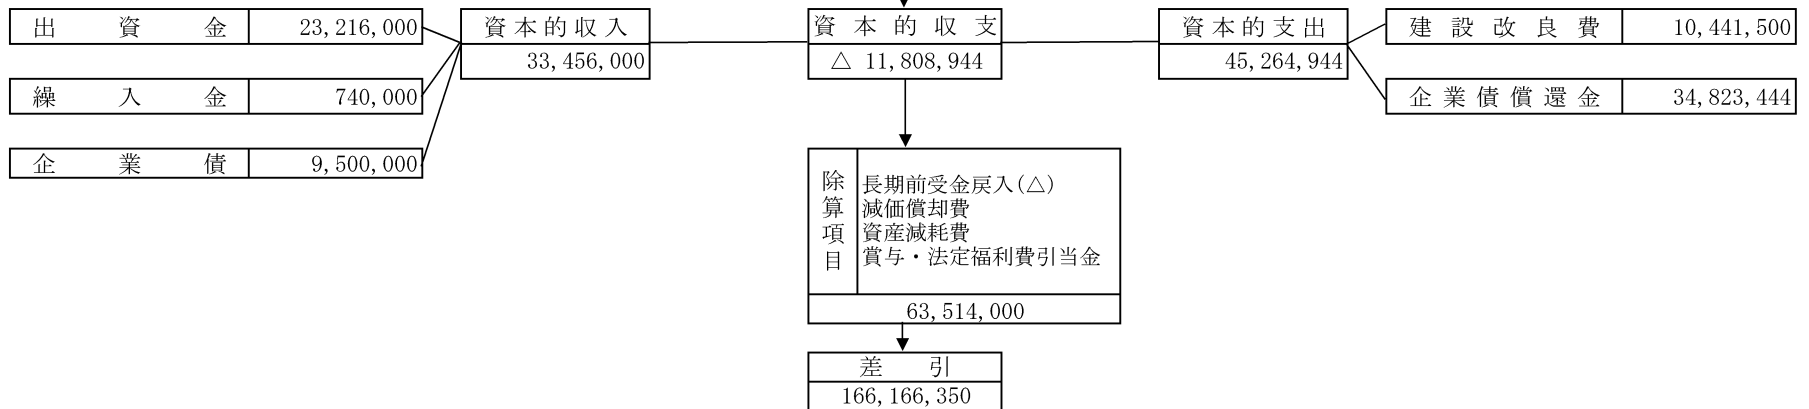 出資金 23,216,000
繰入金 740,000
企業債 9,500,000
資本的収入
33,456,000
資本的収支
△ 11,808,944
資本的支出
45,264,944
建設改良費 10,441,500
企業債償還金 34,823,444
除算項目
長期前受金戻入(△)
減価償却費
資産減耗費
賞与・法定福利費引当金
63,514,000
差引
166,166,350